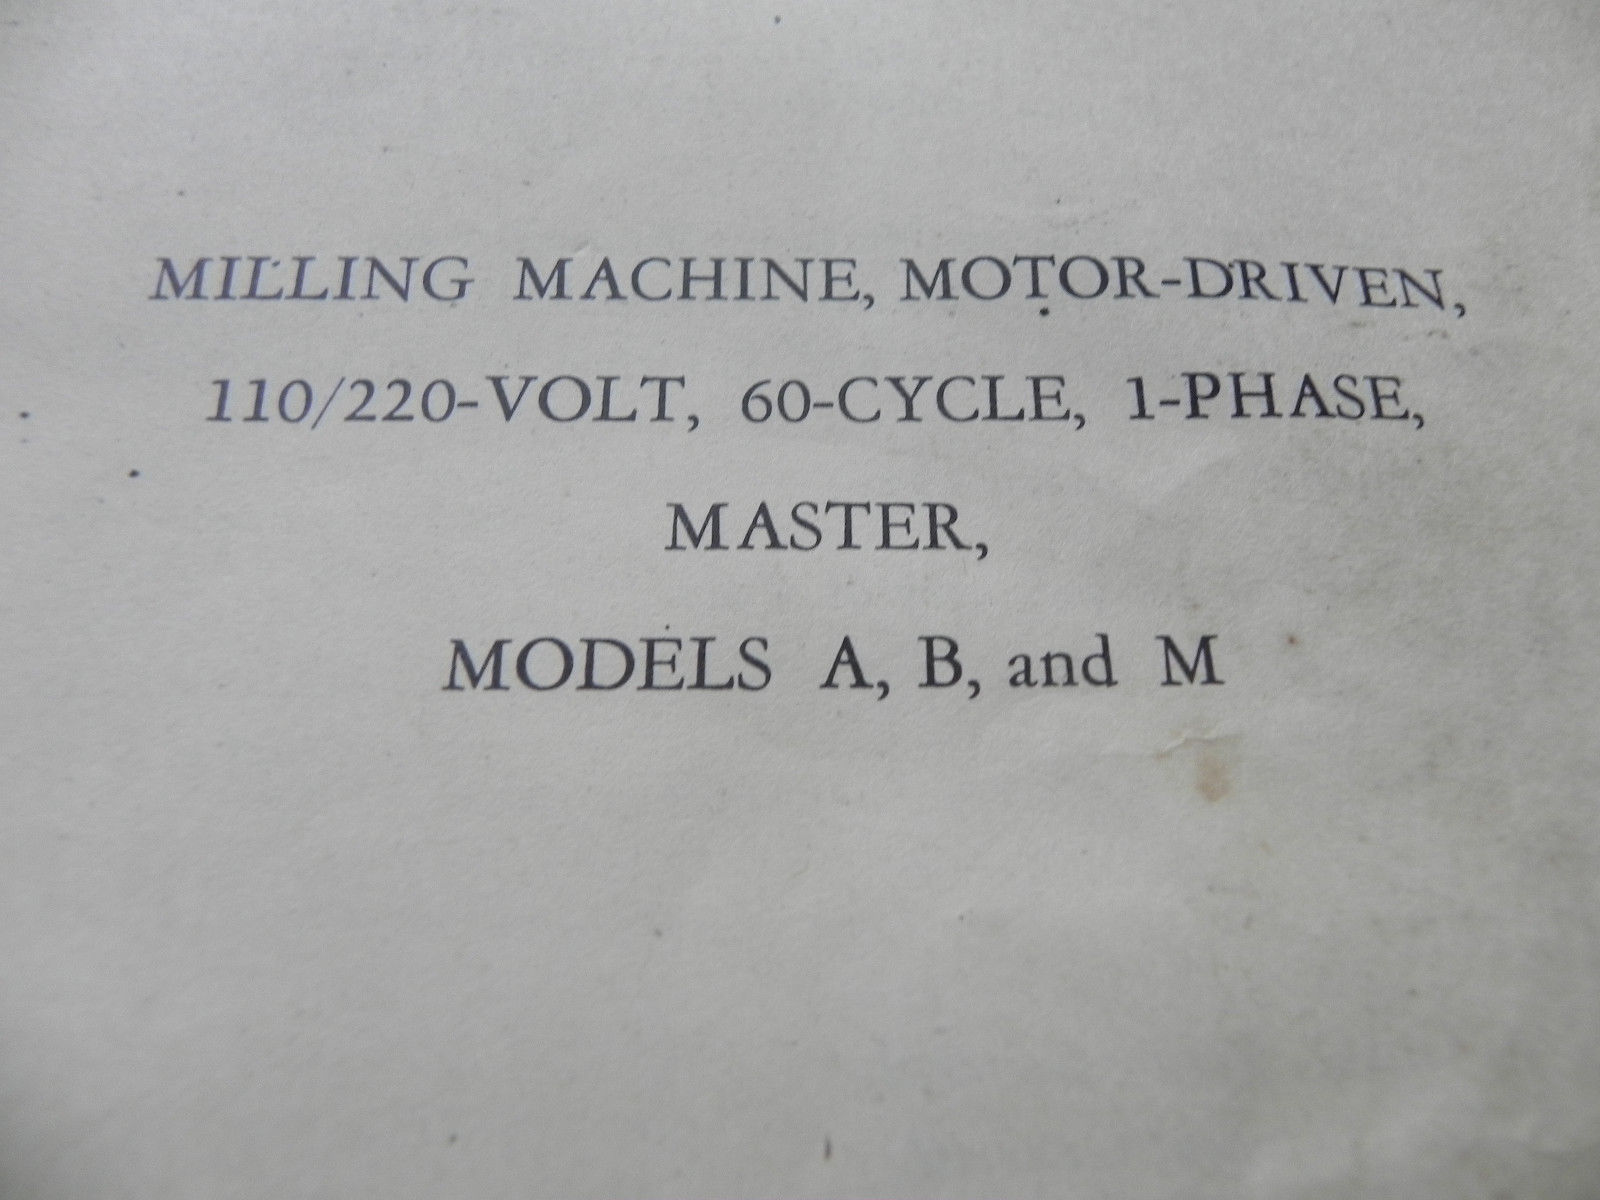 MILLING MACHINE, MOTOR-DRIVEN,
110/220-VOLT, 60-CYCLE, 1-PHASE,
MASTER,
MODELS A, B, and M